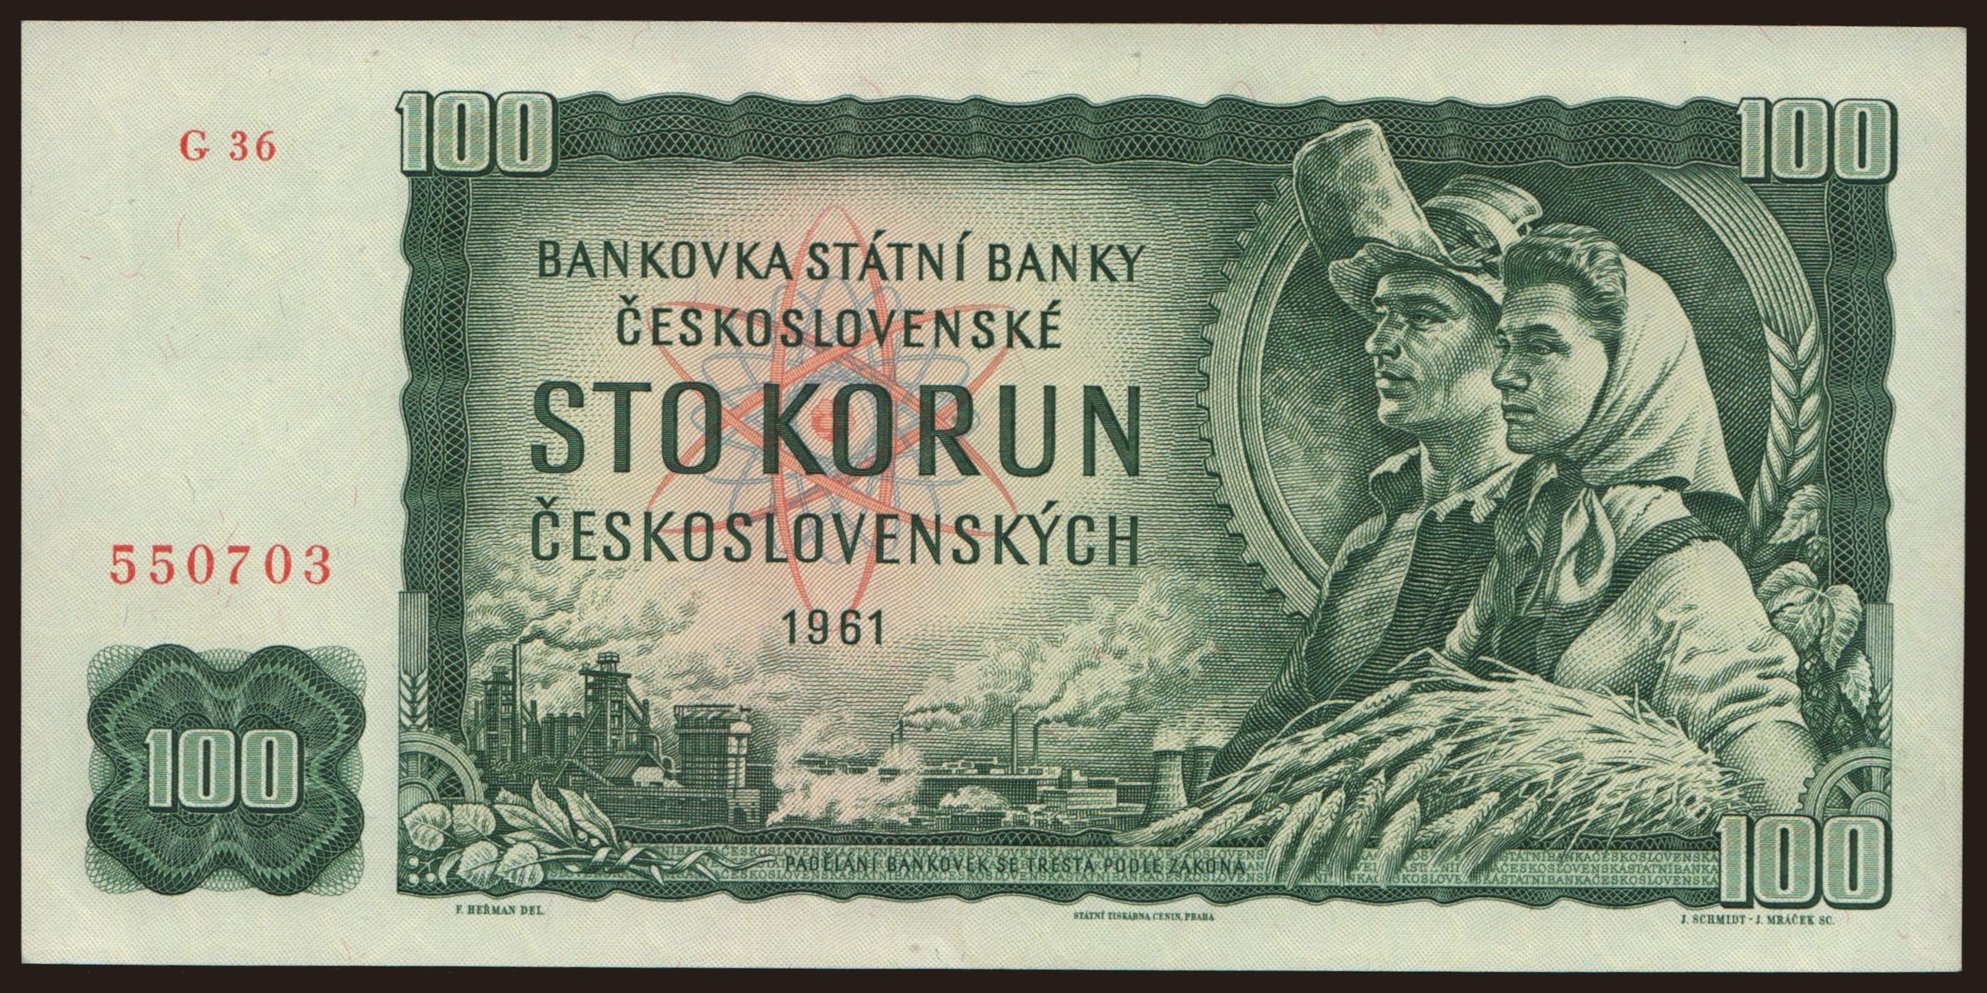 G 36
100
100
BANKOVKA STÁTNÍ BANKY
ČESKOSLOVENSKÉ
STO KORUN
ČESKOSLOVENSKÝCH
550703
1961
100
PADĚLÁNÍ BANKOVEK SE TRESTÁ PODLE ZÁKONA
100
F. HEŘMAN DEL.
STÁTNÍ TISKÁRNA CENIN, PRAHA
J. SCHMIDT - J. MRÁČEK SC.